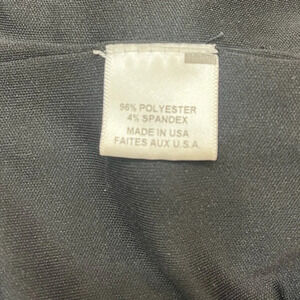 96% POLYESTER
4% SPANDEX
MADE IN USA
FAITES AUX U.S.A.